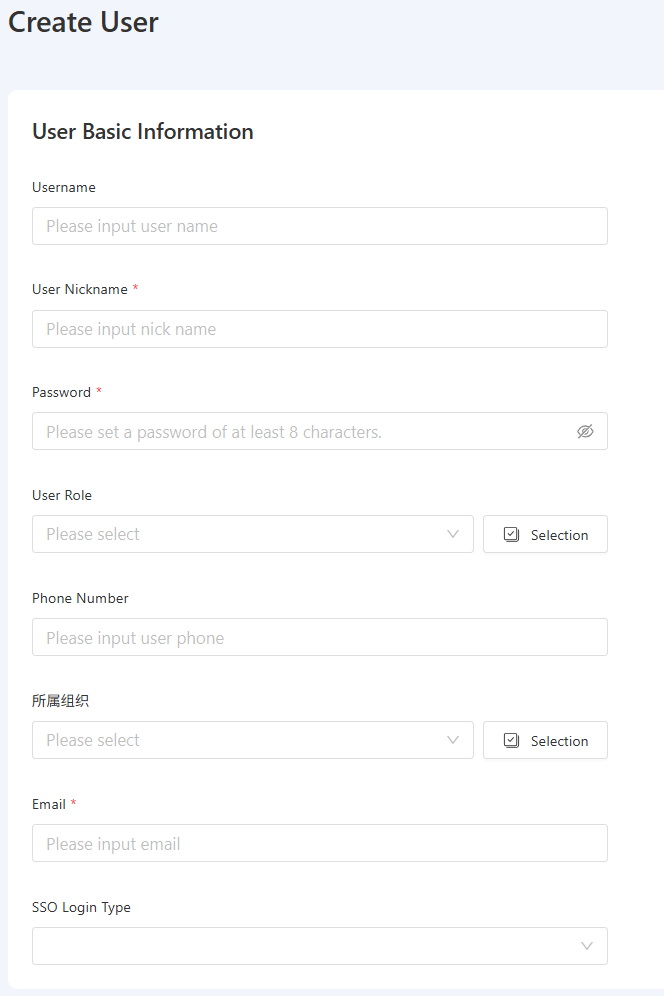 Create User
User Basic Information
Username
Please input user name
User Nickname *
Please input nick name
Password *
Please set a password of at least 8 characters.
User Role
Please select
Selection
Phone Number
Please input user phone
所属组织
Please select
Selection
Email *
Please input email
SSO Login Type